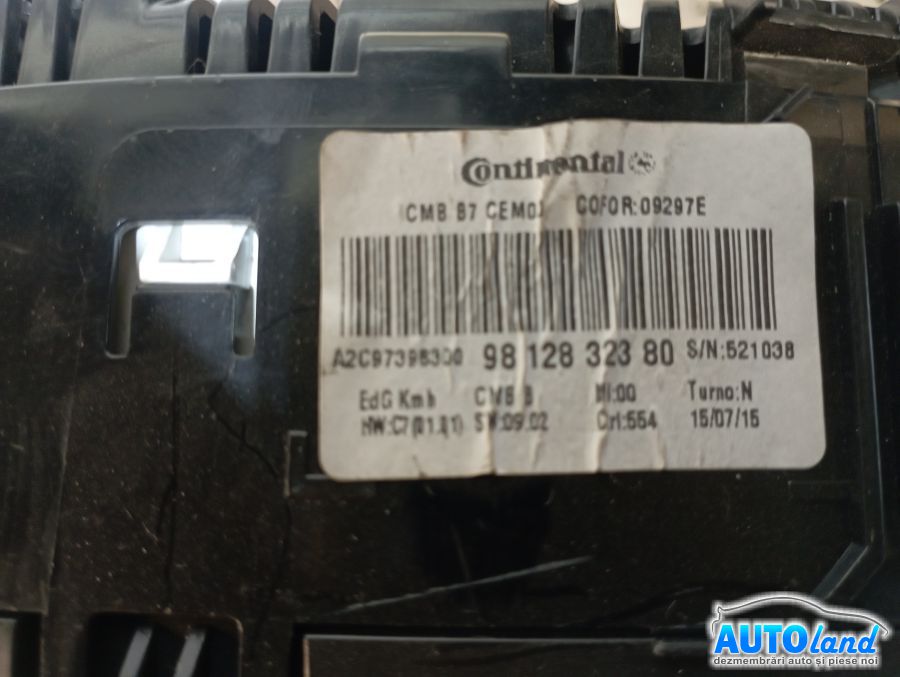 Continental
CMB B7 CEM0J COFOR:09297E
A2C97398300 98 128 323 80 S/N:521038
EdG Kmh CMB B MI:00 Turno:N
HW:C7(01.01) SW:09.02 Crl:554 15/07/15
AUTOland
dezmembrări auto și piese noi